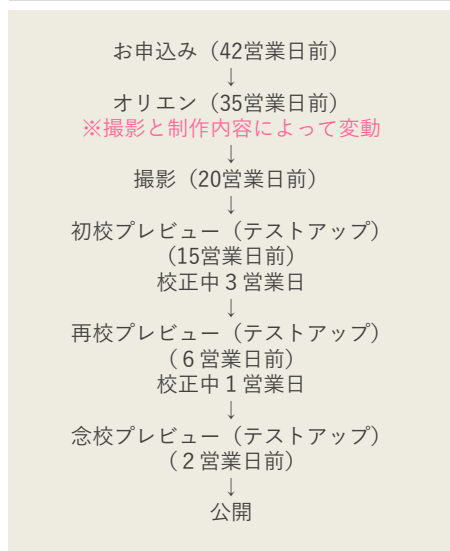 お申込み（42営業日前）
↓
オリエン（35営業日前）
※撮影と制作内容によって変動
↓
撮影（20営業日前）
↓
初校プレビュー（テストアップ）
（15営業日前）
校正中３営業日
↓
再校プレビュー（テストアップ）
（６営業日前）
校正中１営業日
↓
念校プレビュー（テストアップ）
（２営業日前）
↓
公開